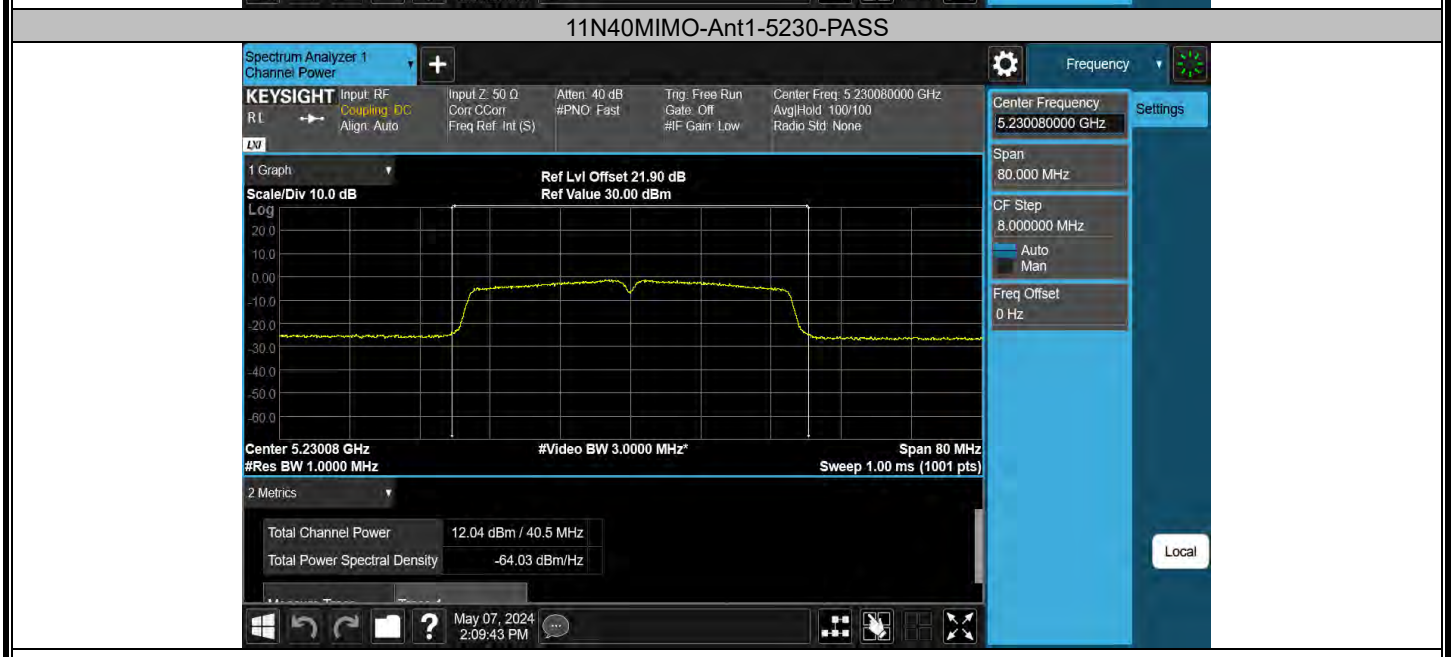 11N40MIMO-Ant1-5230-PASS
Spectrum Analyzer 1
Channel Power
Frequency
KEYSIGHT
RL
LXI
Input: RF
Coupling: DC
Align: Auto
Input Z: 50 Ω
Corr CCorr
Freq Ref: Int (S)
Atten: 40 dB
#PNO: Fast
Trig: Free Run
Gate: Off
#IF Gain: Low
Center Freq: 5.230080000 GHz
Avg|Hold: 100/100
Radio Std: None
Center Frequency
5.230080000 GHz
Settings
Span
80.000 MHz
CF Step
8.000000 MHz
Auto
Man
Freq Offset
0 Hz
1 Graph
Scale/Div 10.0 dB
Ref Lvl Offset 21.90 dB
Ref Value 30.00 dBm
Log
20.0
10.0
0.00
-10.0
-20.0
-30.0
-40.0
-50.0
-60.0
Center 5.23008 GHz
#Res BW 1.0000 MHz
#Video BW 3.0000 MHz*
Span 80 MHz
Sweep 1.00 ms (1001 pts)
2 Metrics
Total Channel Power 12.04 dBm / 40.5 MHz
Total Power Spectral Density -64.03 dBm/Hz
Local
?
May 07, 2024
2:09:43 PM